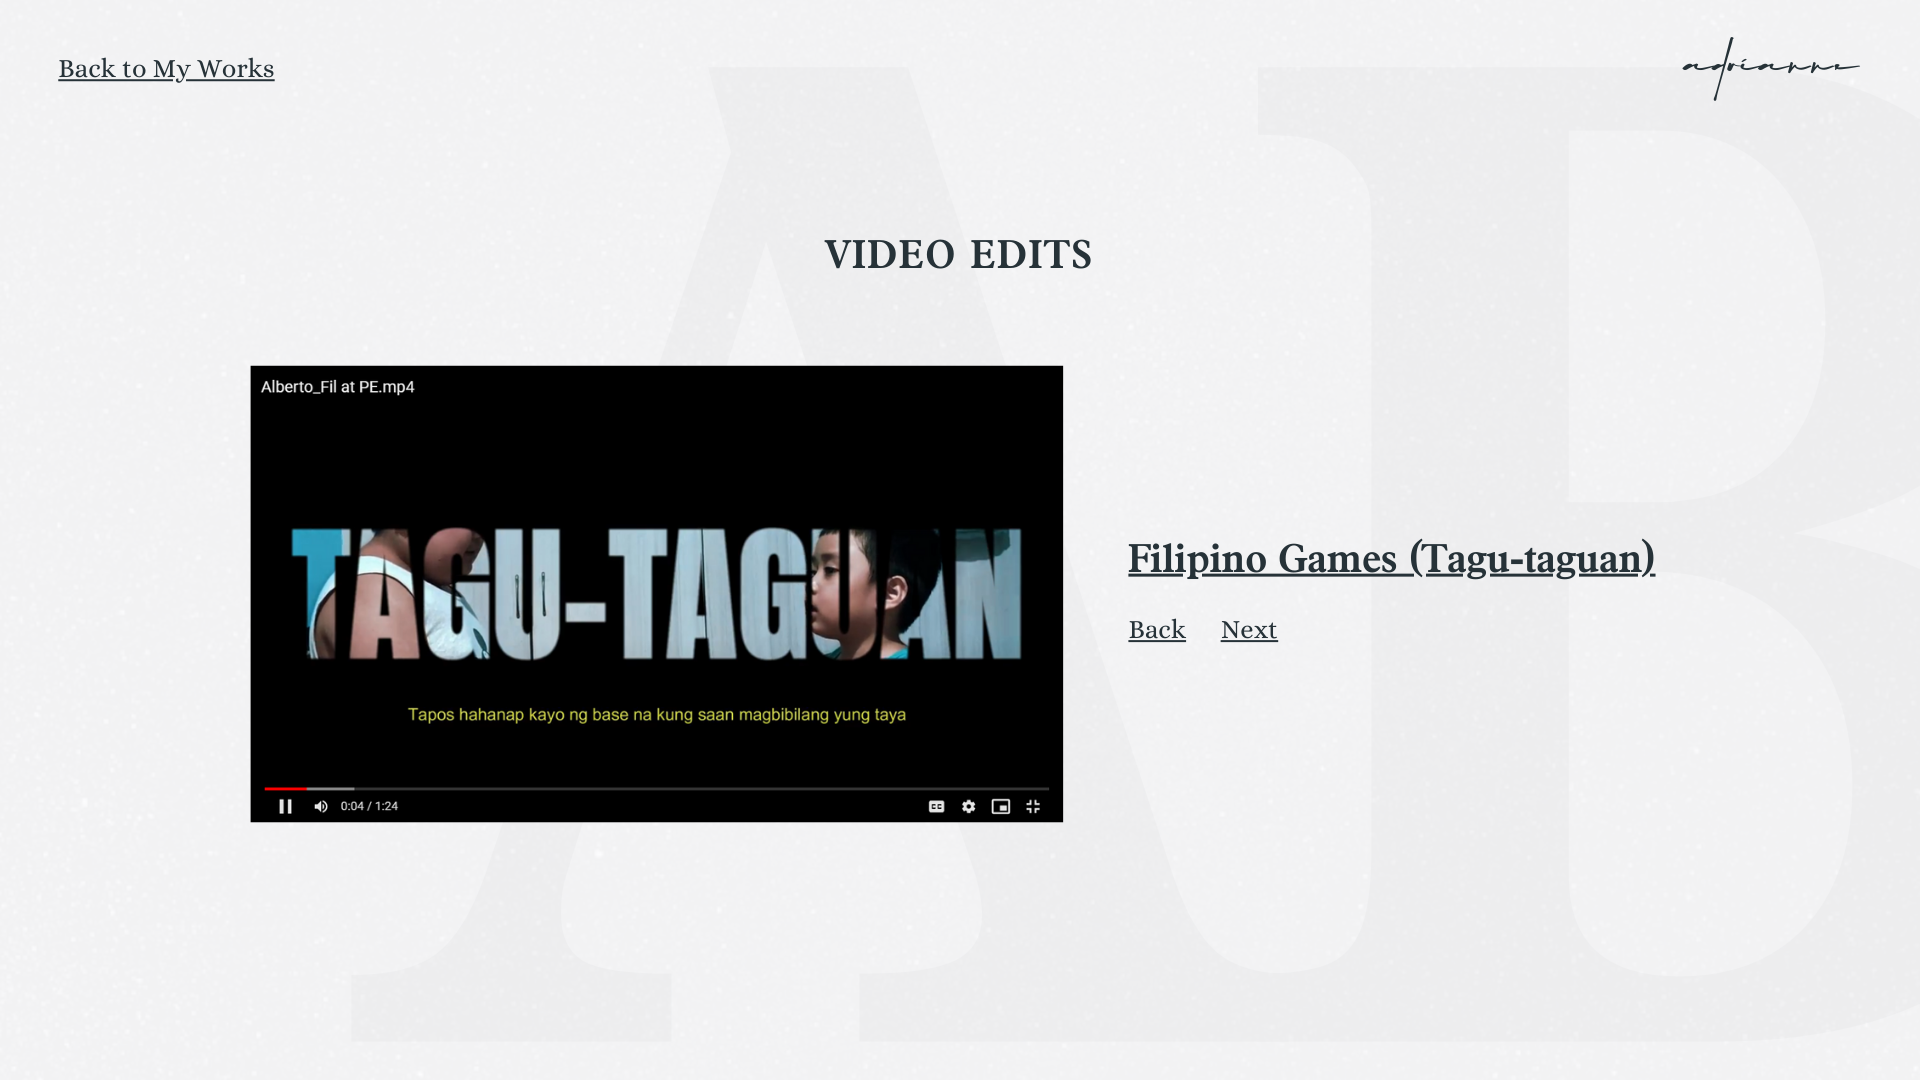 Back to My Works
adrianne
VIDEO EDITS
Alberto_Fil at PE.mp4
TAGU-TAGUAN
Tapos hahanap kayo ng base na kung saan magbibilang yung taya
0:04 / 1:24
CC
Filipino Games (Tagu-taguan)
Back Next
AB